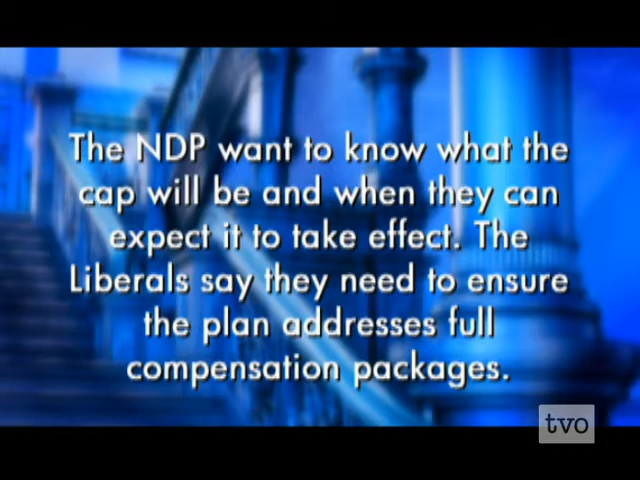 The NDP want to know what the
cap will be and when they can
expect it to take effect. The
Liberals say they need to ensure
the plan addresses full
compensation packages.
tvo